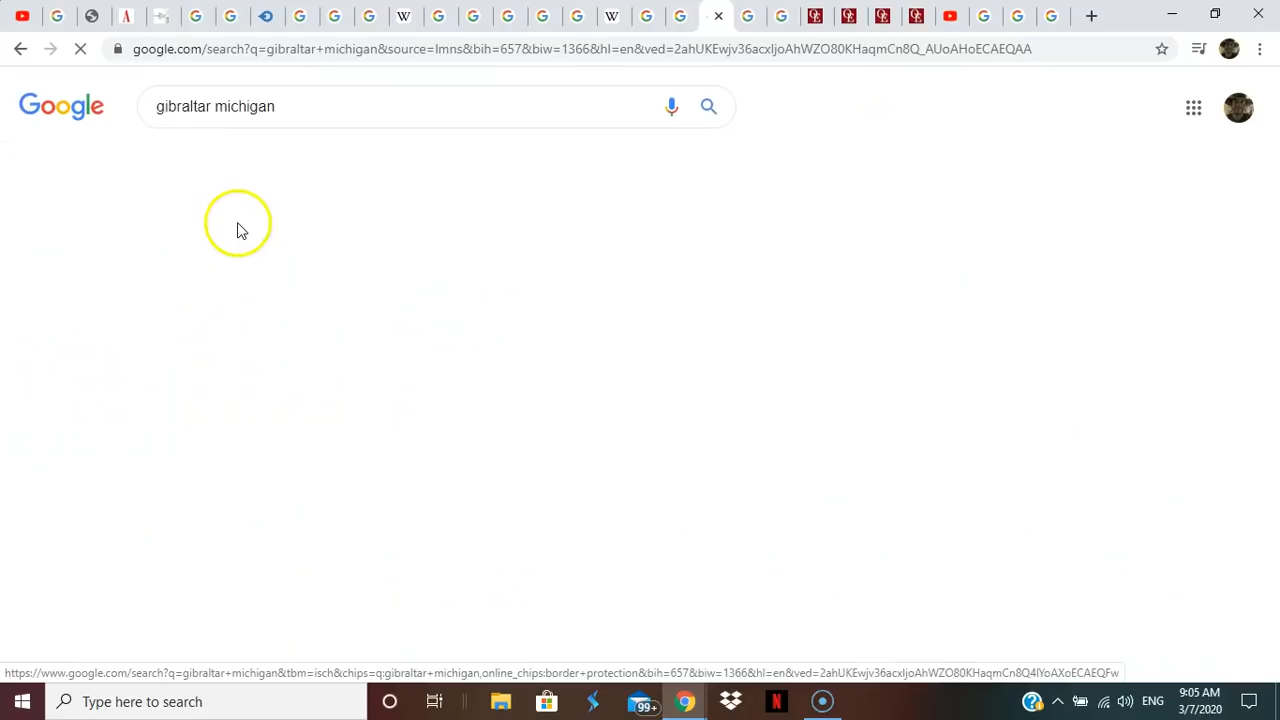 google.com/search?q=gibraltar+michigan&source=lmns&bih=657&biw=1366&hl=en&ved=2ahUKEwjv36acxIjoAhWZO80KHaqmCn8Q_AUoAHoECAEQAA
Google
gibraltar michigan
https://www.google.com/search?q=gibraltar+michigan&tbm=isch&chips=q:gibraltar+michigan,online_chips:border+protection&bih=657&biw=1366&hl=en&ved=2ahUKEwjv36acxIjoAhWZO80KHaqmCn8Q4lYoAXoECAEQFw
Type here to search
99+
ENG
9:05 AM
3/7/2020